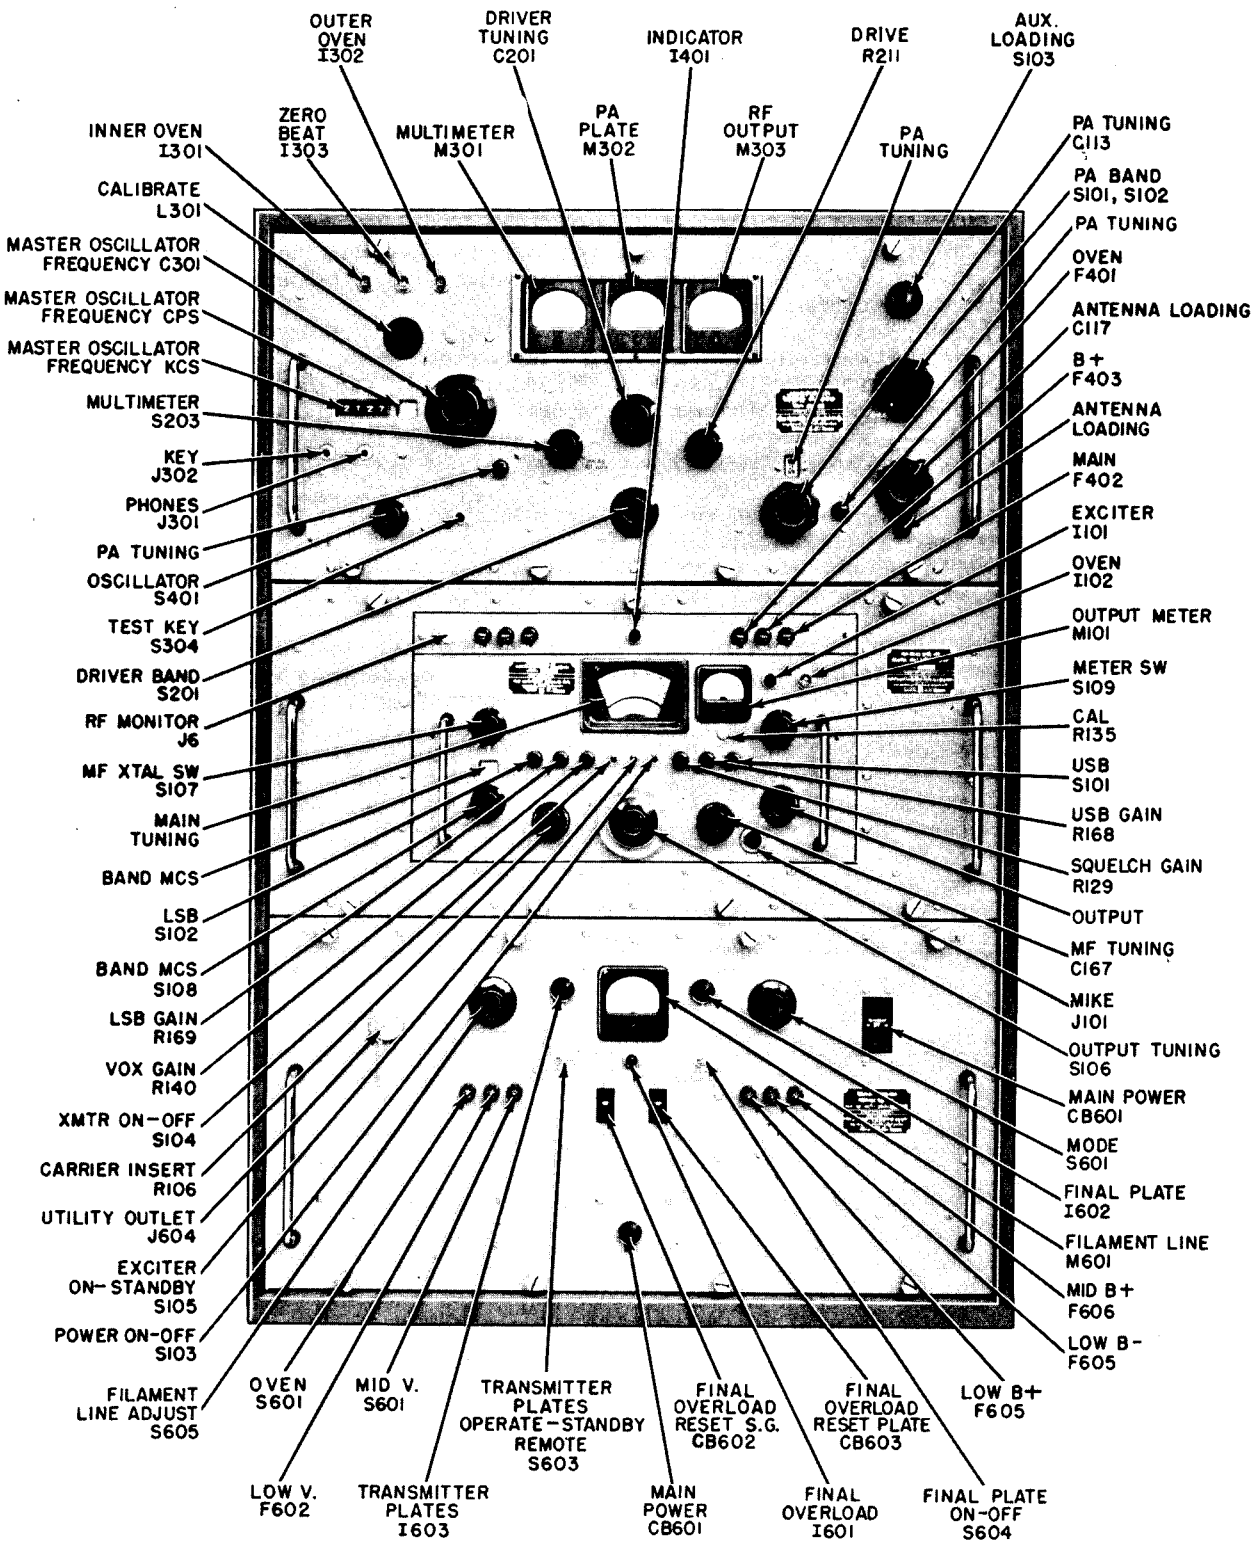 OUTER
OVEN
I302
DRIVER
TUNING
C201
INDICATOR
I401
DRIVE
R211
AUX.
LOADING
S103
INNER OVEN
I301
ZERO
BEAT
I303
MULTIMETER
M301
PA
PLATE
M302
RF
OUTPUT
M303
PA
TUNING
CALIBRATE
L301
MASTER OSCILLATOR
FREQUENCY C301
MASTER OSCILLATOR
FREQUENCY CPS
MASTER OSCILLATOR
FREQUENCY KCS
MULTIMETER
S203
KEY
J302
PHONES
J301
PA TUNING
OSCILLATOR
S401
TEST KEY
S304
DRIVER BAND
S201
RF MONITOR
J6
MF XTAL SW
S107
MAIN
TUNING
BAND MCS
LSB
S102
BAND MCS
S108
LSB GAIN
R169
VOX GAIN
R140
XMTR ON-OFF
S104
CARRIER INSERT
R106
UTILITY OUTLET
J604
EXCITER
ON-STANDBY
S105
POWER ON-OFF
S103
FILAMENT
LINE ADJUST
S605
PA TUNING
C113
PA BAND
S101, S102
PA TUNING
OVEN
F401
ANTENNA LOADING
C117
B+
F403
ANTENNA
LOADING
MAIN
F402
EXCITER
I101
OVEN
I102
OUTPUT METER
M101
METER SW
S109
CAL
R135
USB
S101
USB GAIN
R168
SQUELCH GAIN
R129
OUTPUT
MF TUNING
C167
MIKE
J101
OUTPUT TUNING
S106
MAIN POWER
CB601
MODE
S601
FINAL PLATE
I602
FILAMENT LINE
M601
MID B+
F606
LOW B-
F605
OVEN
S601
MID V.
S601
TRANSMITTER
PLATES
OPERATE-STANDBY
REMOTE
S603
FINAL
OVERLOAD
RESET S.G.
CB602
FINAL
OVERLOAD
RESET PLATE
CB603
LOW B+
F605
LOW V.
F602
TRANSMITTER
PLATES
I603
MAIN
POWER
CB601
FINAL
OVERLOAD
I601
FINAL PLATE
ON-OFF
S604